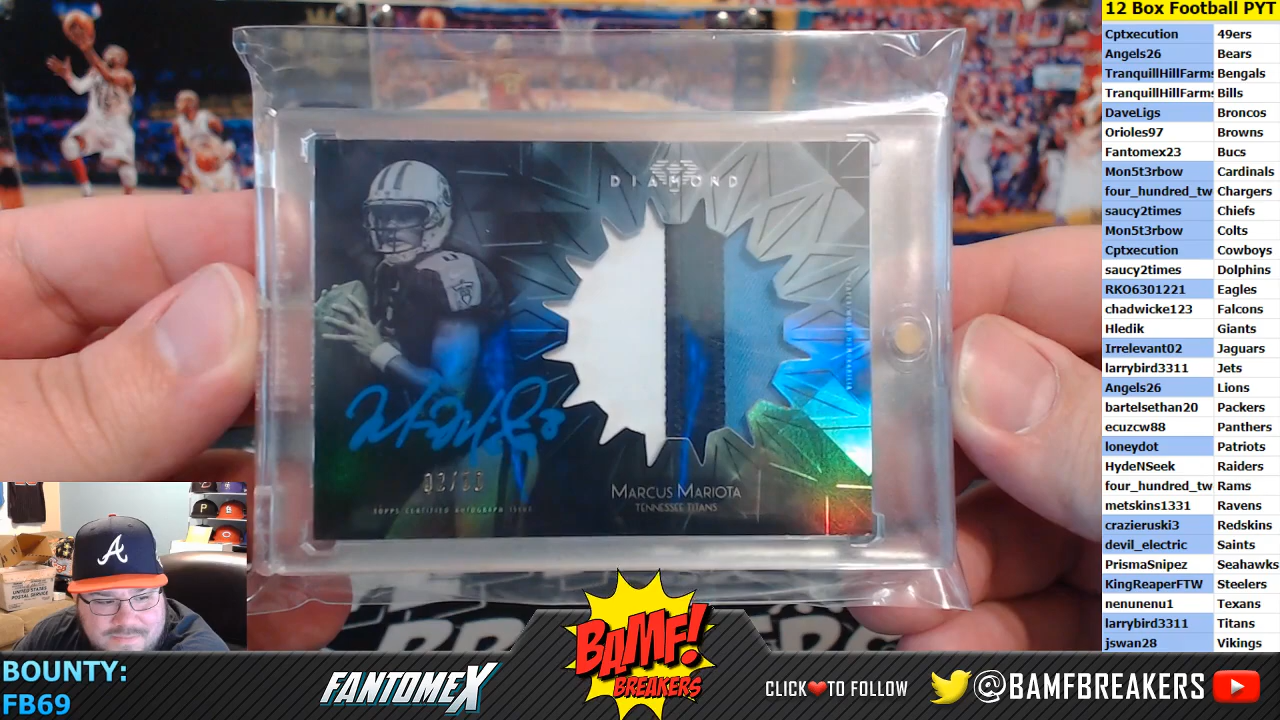 12 Box Football PYT
Cptxecution 49ers
Angels26 Bears
TranquillHillFarms Bengals
TranquillHillFarms Bills
DaveLigs Broncos
Orioles97 Browns
Fantomex23 Bucs
Mon5t3rbow Cardinals
four_hundred_tw Chargers
saucy2times Chiefs
Mon5t3rbow Colts
Cptxecution Cowboys
saucy2times Dolphins
RKO6301221 Eagles
chadwicke123 Falcons
Hledik Giants
Irrelevant02 Jaguars
larrybird3311 Jets
Angels26 Lions
bartelsethan20 Packers
ecuzcw88 Panthers
loneydot Patriots
HydeNSeek Raiders
four_hundred_tw Rams
metskins1331 Ravens
crazieruski3 Redskins
devil_electric Saints
PrismaSnipez Seahawks
KingReaperFTW Steelers
nenunenu1 Texans
larrybird3311 Titans
jswan28 Vikings
DIAMOND
MARCUS MARIOTA
TENNESSEE TITANS
TOPPS CERTIFIED AUTOGRAPH ISSUE
A
BOUNTY:
FB69
FANTOMEX
BAMF!
BREAKERS
CLICK TO FOLLOW
@BAMFBREAKERS